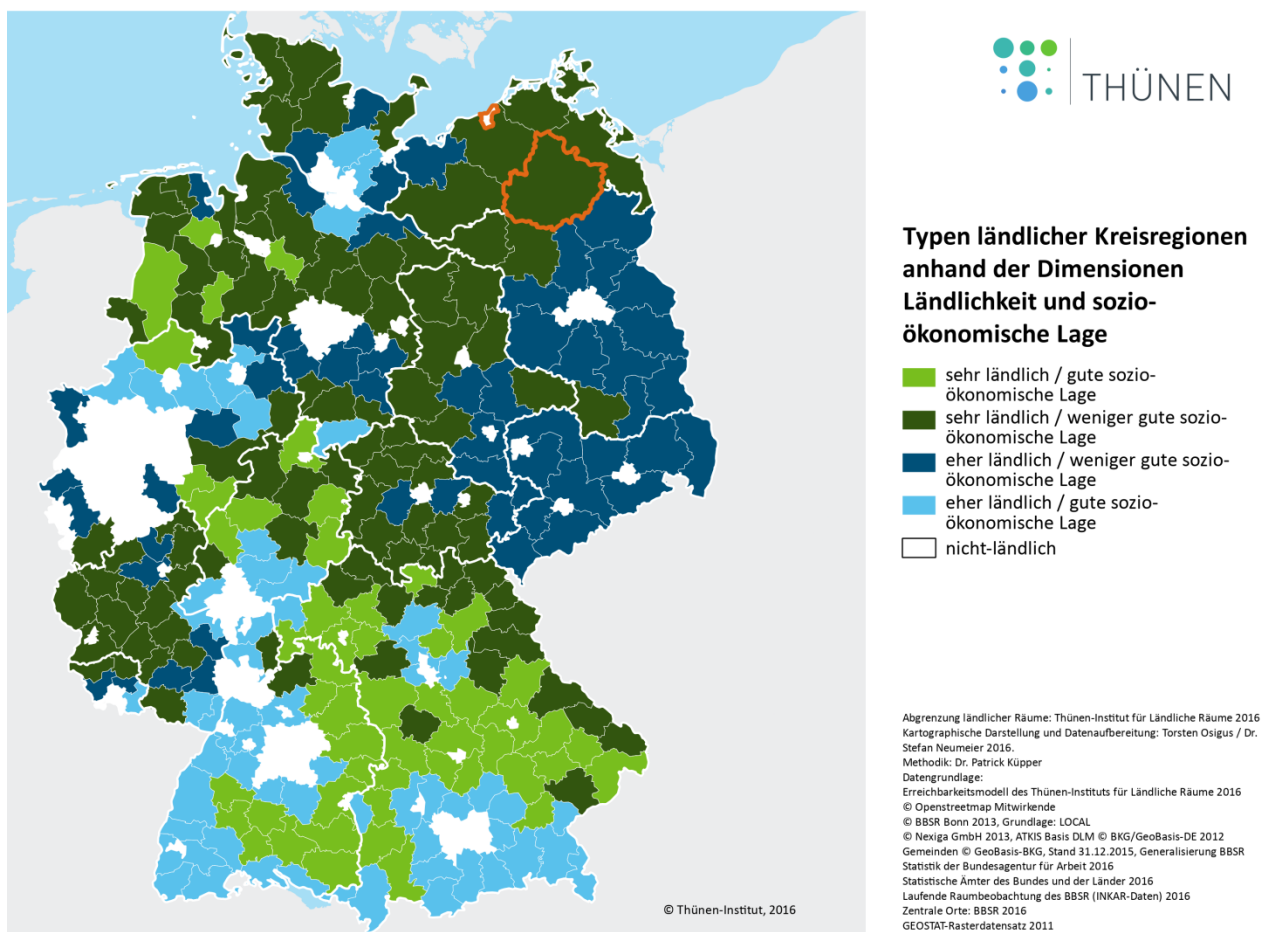 THÜNEN
Typen ländlicher Kreisregionen
anhand der Dimensionen
Ländlichkeit und sozio-
ökonomische Lage
sehr ländlich / gute sozio-
ökonomische Lage
sehr ländlich / weniger gute sozio-
ökonomische Lage
eher ländlich / weniger gute sozio-
ökonomische Lage
eher ländlich / gute sozio-
ökonomische Lage
nicht-ländlich
Abgrenzung ländlicher Räume: Thünen-Institut für Ländliche Räume 2016
Kartographische Darstellung und Datenaufbereitung: Torsten Osigus / Dr.
Stefan Neumeier 2016.
Methodik: Dr. Patrick Küpper
Datengrundlage:
Erreichbarkeitsmodell des Thünen-Instituts für Ländliche Räume 2016
© Openstreetmap Mitwirkende
© BBSR Bonn 2013, Grundlage: LOCAL
© Nexiga GmbH 2013, ATKIS Basis DLM © BKG/GeoBasis-DE 2012
Gemeinden © GeoBasis-BKG, Stand 31.12.2015, Generalisierung BBSR
Statistik der Bundesagentur für Arbeit 2016
Statistische Ämter des Bundes und der Länder 2016
Laufende Raumbeobachtung des BBSR (INKAR-Daten) 2016
Zentrale Orte: BBSR 2016
GEOSTAT-Rasterdatensatz 2011
© Thünen-Institut, 2016